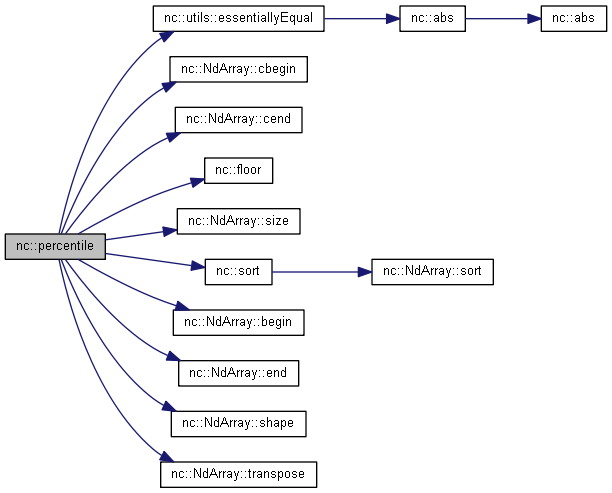 nc::utils::essentiallyEqual
nc::abs
nc::abs
nc::NdArray::cbegin
nc::NdArray::cend
nc::floor
nc::NdArray::size
nc::percentile
nc::sort
nc::NdArray::sort
nc::NdArray::begin
nc::NdArray::end
nc::NdArray::shape
nc::NdArray::transpose